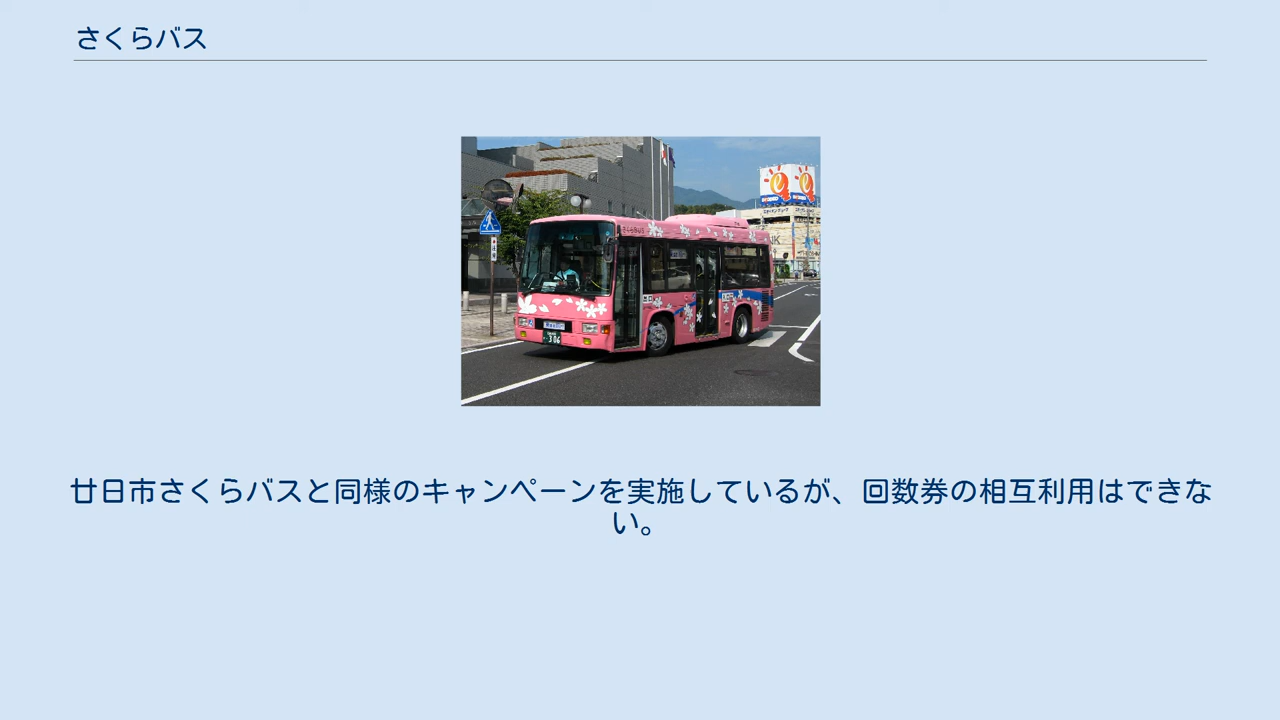 さくらバス
306
廿日市さくらバスと同様のキャンペーンを実施しているが、回数券の相互利用はできな
い。